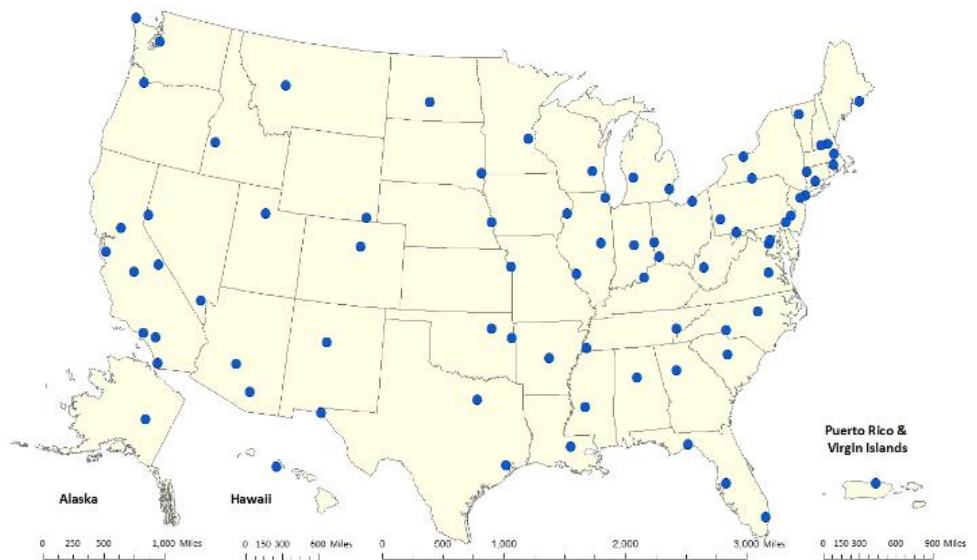 Puerto Rico &
Virgin Islands
Alaska
Hawaii
0 250 500 1,000 Miles
0 150 300 600 Miles
0 500 1,000 2,000 3,000 Miles
0 150 300 600 900 Miles